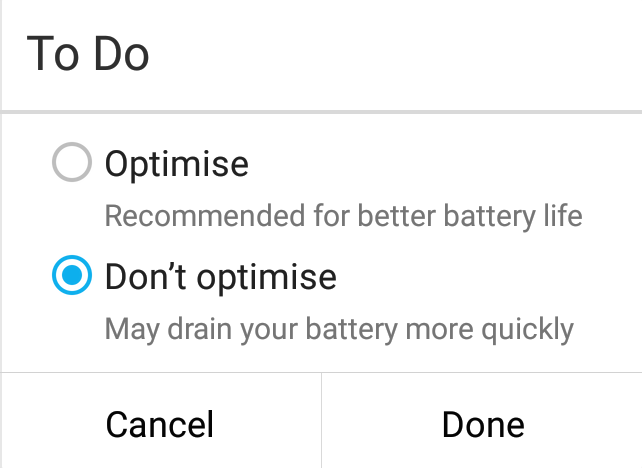 To Do
Optimise
Recommended for better battery life
Don’t optimise
May drain your battery more quickly
Cancel
Done